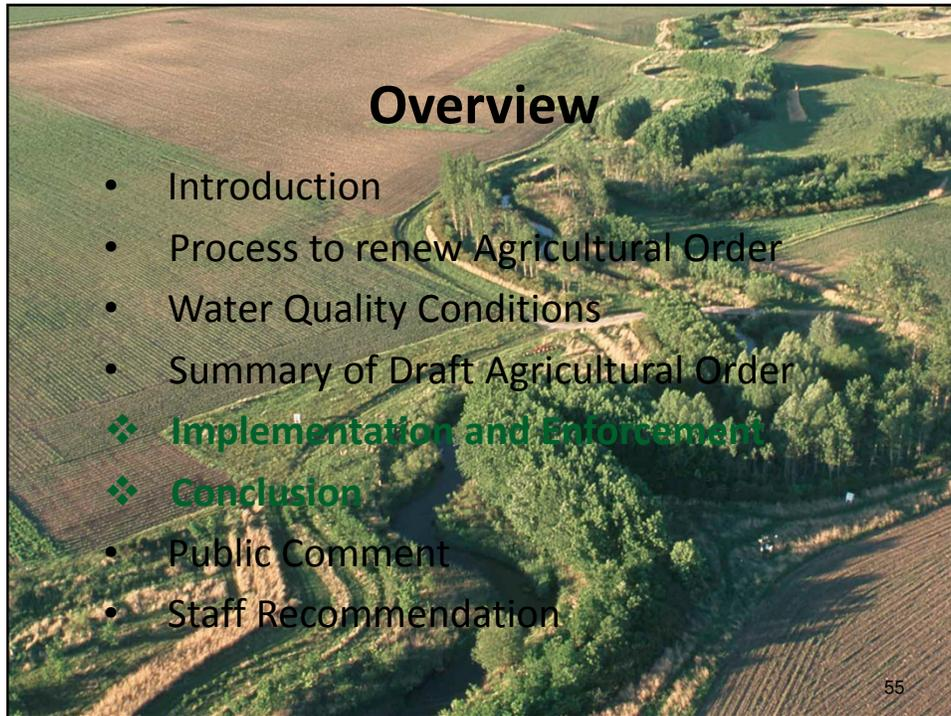 Overview
• Introduction
• Process to renew Agricultural Order
• Water Quality Conditions
• Summary of Draft Agricultural Order
❖ Implementation and Enforcement
❖ Conclusion
• Public Comment
• Staff Recommendation
55